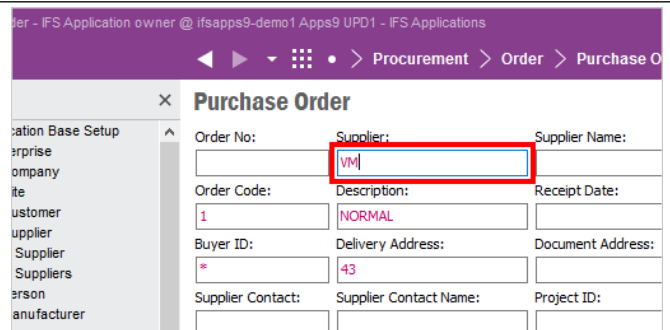 der - IFS Application owner @ ifsapps9-demo1 Apps9 UPD1 - IFS Applications
> Procurement > Order > Purchase O
× Purchase Order
cation Base Setup
erprise
ompany
ite
ustomer
upplier
Supplier
Suppliers
erson
anufacturer
Order No: Supplier: Supplier Name:
VM
Order Code: Description: Receipt Date:
1 NORMAL
Buyer ID: Delivery Address: Document Address:
* 43
Supplier Contact: Supplier Contact Name: Project ID: